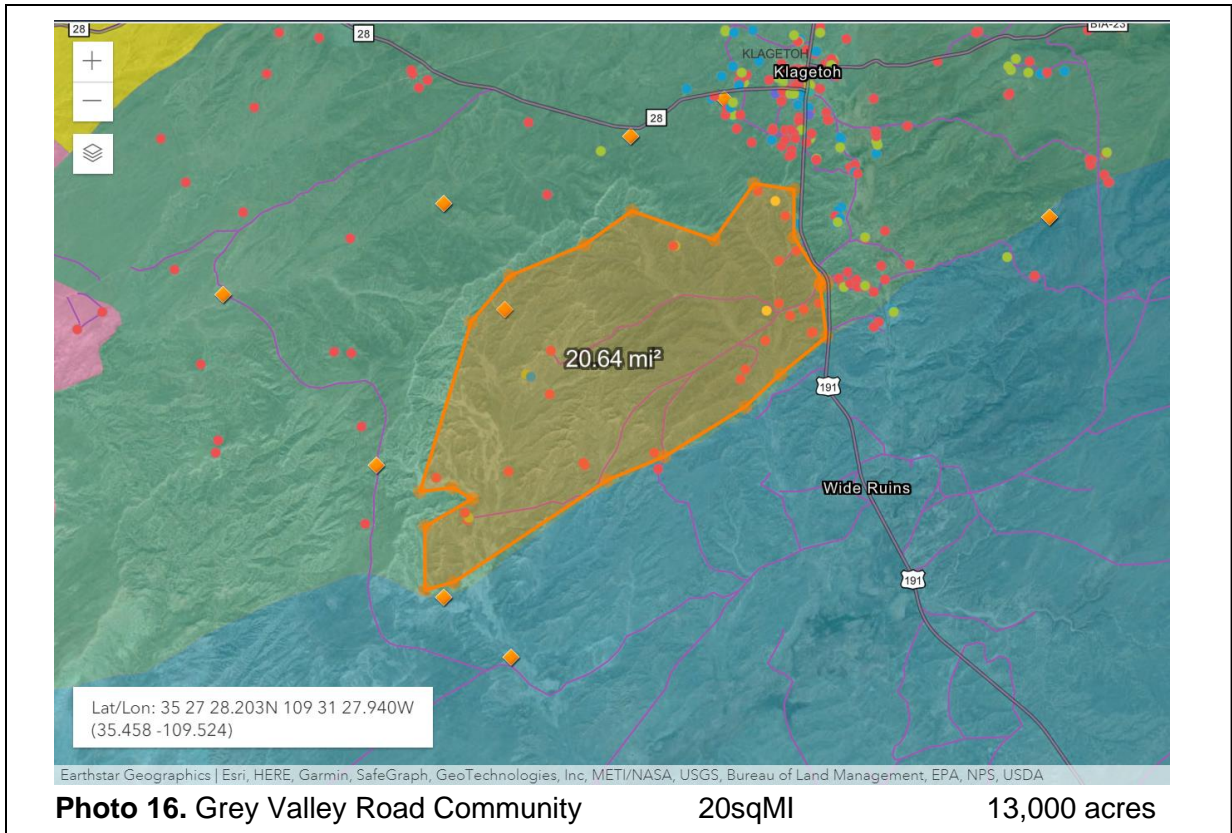 28
28
BIA-23
KLAGETOH
Klagetoh
28
20.64 mi²
191
Wide Ruins
191
Lat/Lon: 35 27 28.203N 109 31 27.940W
(35.458 -109.524)
Earthstar Geographics | Esri, HERE, Garmin, SafeGraph, GeoTechnologies, Inc, METI/NASA, USGS, Bureau of Land Management, EPA, NPS, USDA
Photo 16. Grey Valley Road Community 20sqMI 13,000 acres